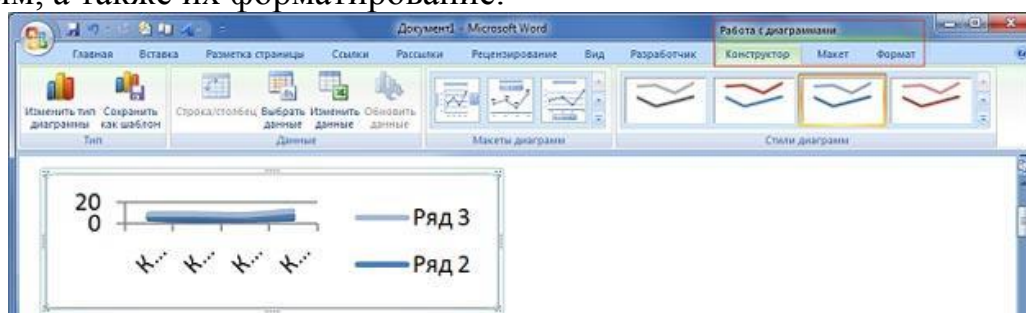 а также их форматирование.
Документ1 - Microsoft Word
Работа с диаграммами
Главная Вставка Разметка страницы Ссылки Рассылки Рецензирование Вид Разработчик Конструктор Макет Формат
Изменить тип диаграммы Сохранить как шаблон Строка/столбец Выбрать данные Изменить данные Обновить данные
Тип Данные Макеты диаграмм Стили диаграмм
20
0
К... К... К... К...
Ряд 3
Ряд 2